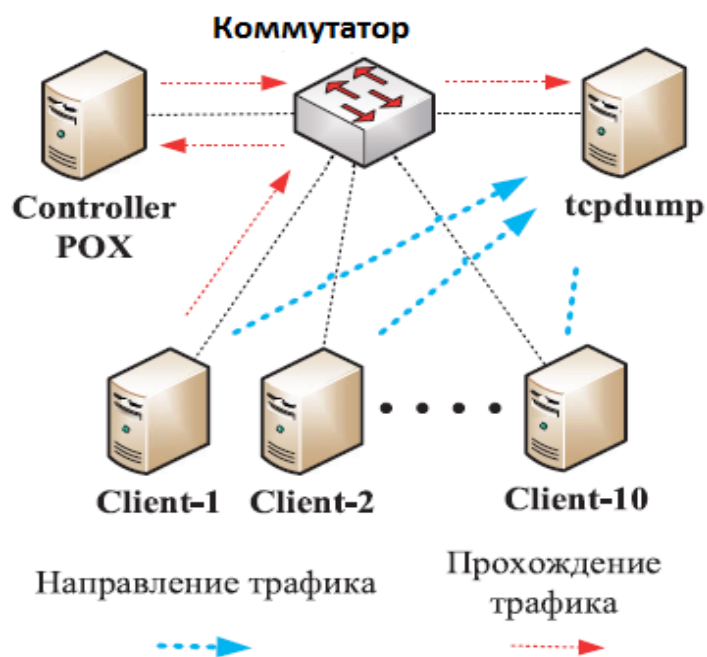 Коммутатор
Controller
POX
tcpdump
Client-1
Client-2
Client-10
Направление трафика
Прохождение
трафика